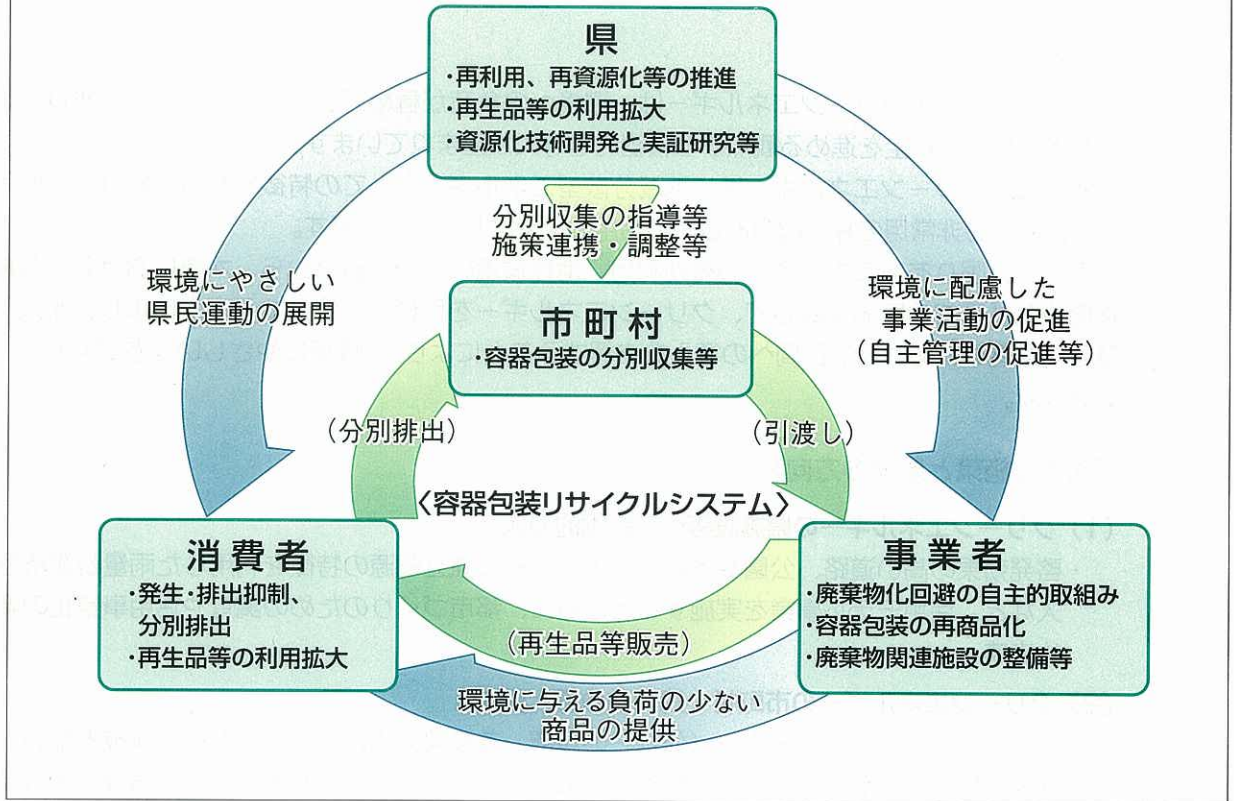 県
・再利用、再資源化等の推進
・再生品等の利用拡大
・資源化技術開発と実証研究等
分別収集の指導等
施策連携・調整等
環境にやさしい
県民運動の展開
環境に配慮した
事業活動の促進
（自主管理の促進等）
市町村
・容器包装の分別収集等
（分別排出）
（引渡し）
〈容器包装リサイクルシステム〉
消費者
・発生・排出抑制、
分別排出
・再生品等の利用拡大
事業者
・廃棄物化回避の自主的取組み
・容器包装の再商品化
・廃棄物関連施設の整備等
（再生品等販売）
環境に与える負荷の少ない
商品の提供